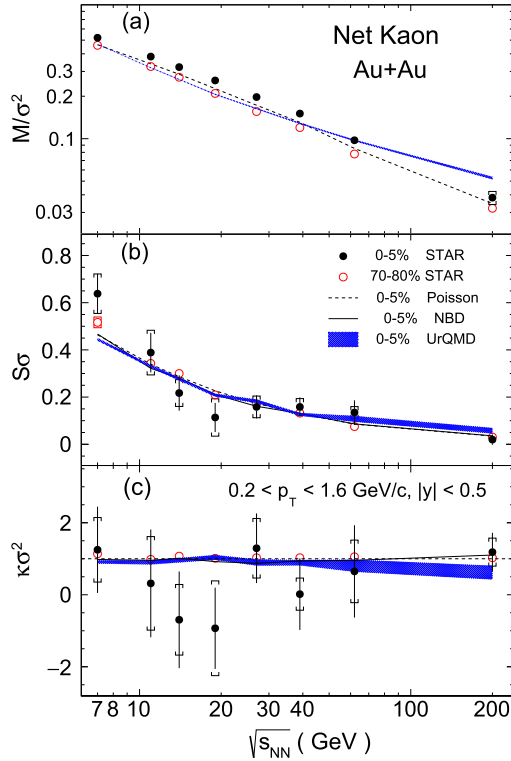 (a)
Net Kaon
Au+Au
M/σ²
0.3
0.2
0.1
0.03
(b)
0-5% STAR
70-80% STAR
0-5% Poisson
0-5% NBD
0-5% UrQMD
Sσ
0.8
0.6
0.4
0.2
0
(c)
0.2 < p_T < 1.6 GeV/c, |y| < 0.5
κσ²
2
0
−2
7 8 10 20 30 40 100 200
√s_NN ( GeV )